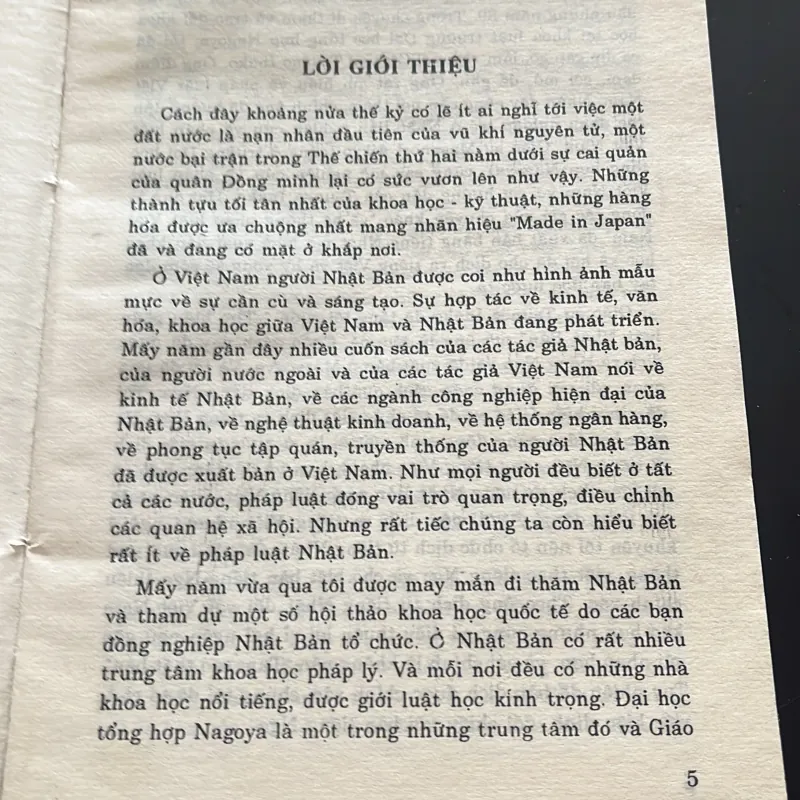 LỜI GIỚI THIỆU
Cách đây khoảng nửa thế kỷ có lẽ ít ai nghĩ tới việc một
đất nước là nạn nhân đầu tiên của vũ khí nguyên tử, một
nước bại trận trong Thế chiến thứ hai nằm dưới sự cai quản
của quân Đồng minh lại có sức vươn lên như vậy. Những
thành tựu tối tân nhất của khoa học - kỹ thuật, những hàng
hóa được ưa chuộng nhất mang nhãn hiệu "Made in Japan"
đã và đang có mặt ở khắp nơi.
Ở Việt Nam người Nhật Bản được coi như hình ảnh mẫu
mực về sự cần cù và sáng tạo. Sự hợp tác về kinh tế, văn
hóa, khoa học giữa Việt Nam và Nhật Bản đang phát triển.
Mấy năm gần đây nhiều cuốn sách của các tác giả Nhật bản,
của người nước ngoài và của các tác giả Việt Nam nói về
kinh tế Nhật Bản, về các ngành công nghiệp hiện đại của
Nhật Bản, về nghệ thuật kinh doanh, về hệ thống ngân hàng,
về phong tục tập quán, truyền thống của người Nhật Bản
đã được xuất bản ở Việt Nam. Như mọi người đều biết ở tất
cả các nước, pháp luật đóng vai trò quan trọng, điều chỉnh
các quan hệ xã hội. Nhưng rất tiếc chúng ta còn hiểu biết
rất ít về pháp luật Nhật Bản.
Mấy năm vừa qua tôi được may mắn đi thăm Nhật Bản
và tham dự một số hội thảo khoa học quốc tế do các bạn
đồng nghiệp Nhật Bản tổ chức. Ở Nhật Bản có rất nhiều
trung tâm khoa học pháp lý. Và mỗi nơi đều có những nhà
khoa học nổi tiếng, được giới luật học kính trọng. Đại học
tổng hợp Nagoya là một trong những trung tâm đó và Giáo
5